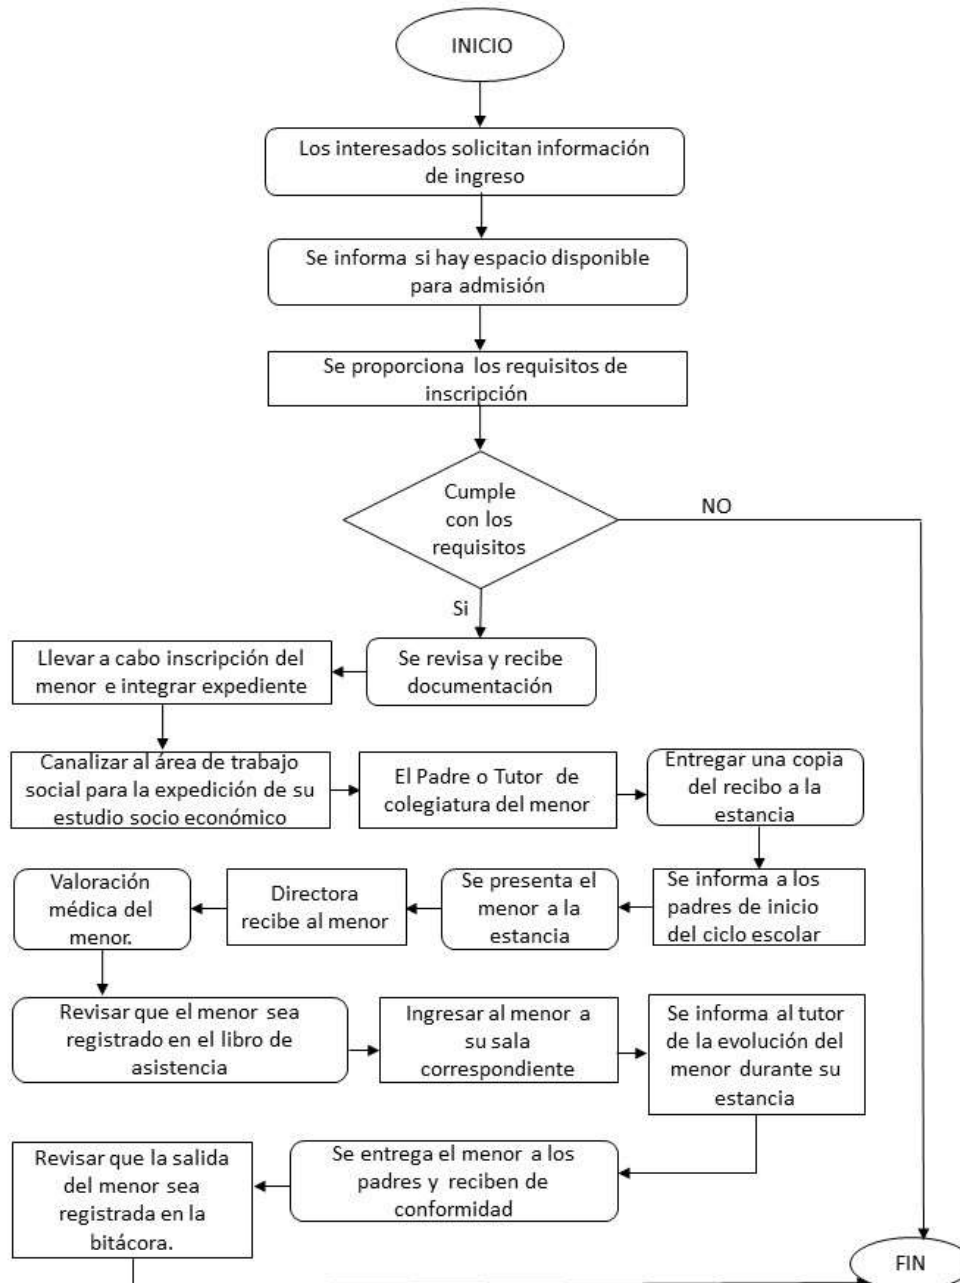 INICIO
Los interesados solicitan información
de ingreso
Se informa si hay espacio disponible
para admisión
Se proporciona los requisitos de
inscripción
Cumple
con los
requisitos
NO
Si
Se revisa y recibe
documentación
Llevar a cabo inscripción del
menor e integrar expediente
Canalizar al área de trabajo
social para la expedición de su
estudio socio económico
El Padre o Tutor de
colegiatura del menor
Entregar una copia
del recibo a la
estancia
Se informa a los
padres de inicio
del ciclo escolar
Se presenta el
menor a la
estancia
Directora
recibe al menor
Valoración
médica del
menor.
Revisar que el menor sea
registrado en el libro de
asistencia
Ingresar al menor a
su sala
correspondiente
Se informa al tutor
de la evolución del
menor durante su
estancia
Se entrega el menor a los
padres y reciben de
conformidad
Revisar que la salida
del menor sea
registrada en la
bitácora.
FIN